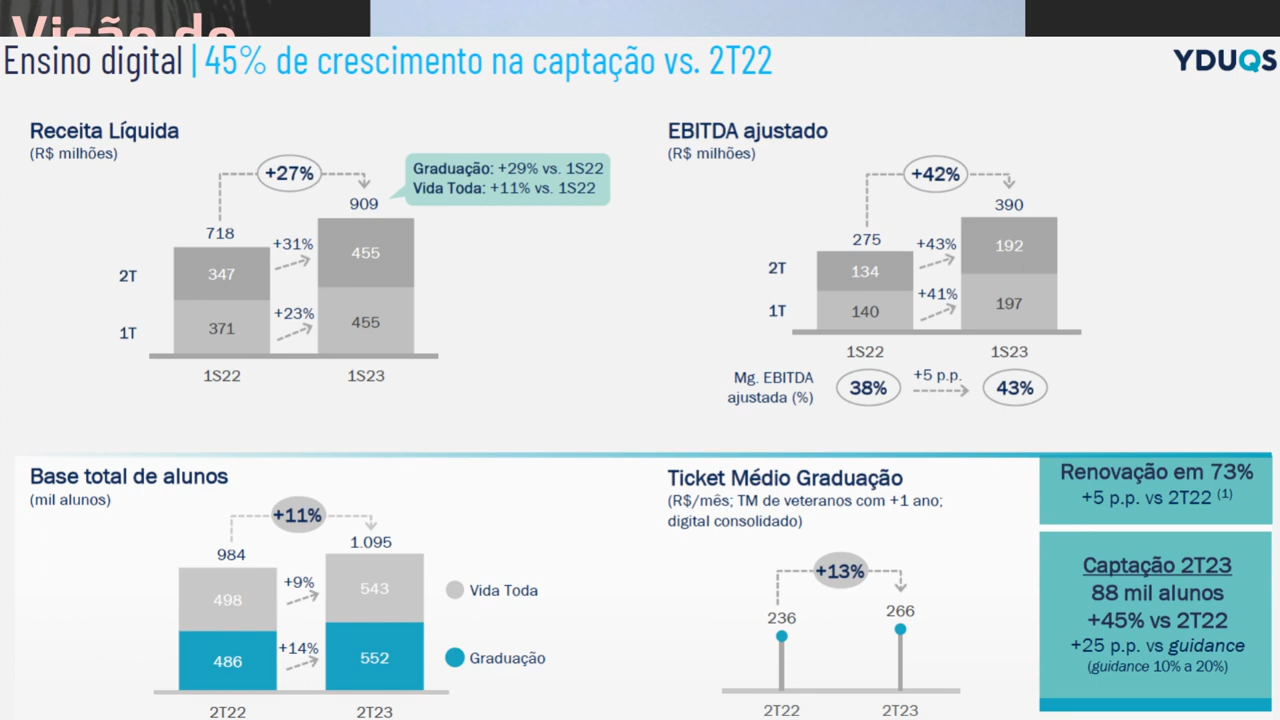 Visão do
Ensino digital | 45% de crescimento na captação vs. 2T22
YDUQS
Receita Líquida
(R$ milhões)
+27%
Graduação: +29% vs. 1S22
Vida Toda: +11% vs. 1S22
718
909
+31%
2T
347
455
+23%
1T
371
455
1S22
1S23
EBITDA ajustado
(R$ milhões)
+42%
275
390
+43%
2T
134
192
+41%
1T
140
197
1S22
1S23
Mg. EBITDA
ajustada (%)
38%
+5 p.p.
43%
Base total de alunos
(mil alunos)
+11%
984
1.095
+9%
498
543
Vida Toda
+14%
486
552
Graduação
2T22
2T23
Ticket Médio Graduação
(R$/mês; TM de veteranos com +1 ano;
digital consolidado)
+13%
236
266
2T22
2T23
Renovação em 73%
+5 p.p. vs 2T22 (1)
Captação 2T23
88 mil alunos
+45% vs 2T22
+25 p.p. vs guidance
(guidance 10% a 20%)